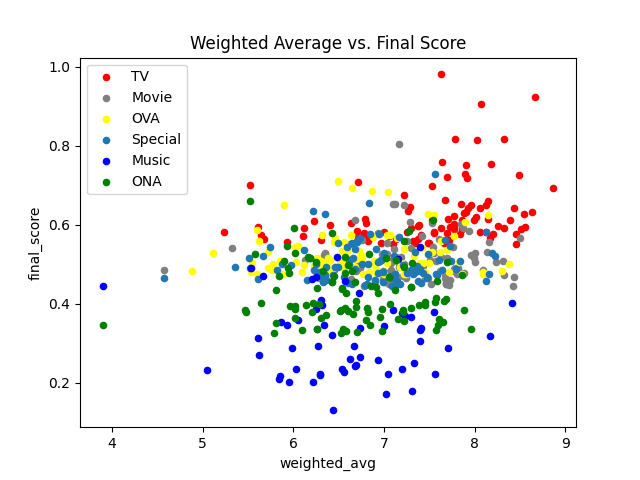 Weighted Average vs. Final Score
TV
Movie
OVA
Special
Music
ONA
1.0
0.8
0.6
0.4
0.2
final_score
4 5 6 7 8 9
weighted_avg